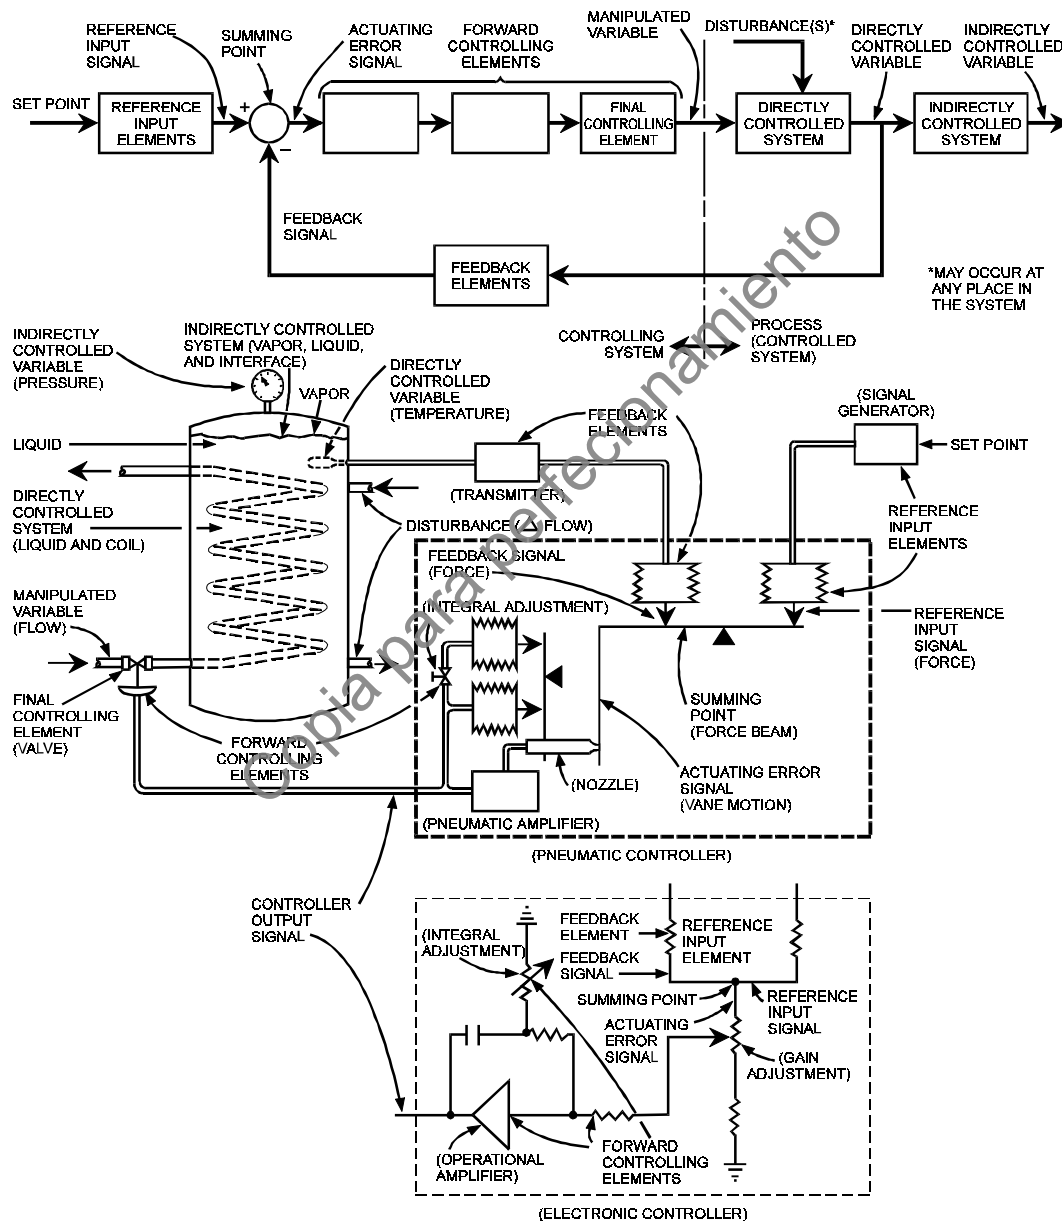 REFERENCE
INPUT
SIGNAL
SUMMING
POINT
ACTUATING
ERROR
SIGNAL
FORWARD
CONTROLLING
ELEMENTS
MANIPULATED
VARIABLE
DISTURBANCE(S)*
DIRECTLY
CONTROLLED
VARIABLE
INDIRECTLY
CONTROLLED
VARIABLE
SET POINT
REFERENCE
INPUT
ELEMENTS
+
−
FINAL
CONTROLLING
ELEMENT
DIRECTLY
CONTROLLED
SYSTEM
INDIRECTLY
CONTROLLED
SYSTEM
FEEDBACK
SIGNAL
FEEDBACK
ELEMENTS
*MAY OCCUR AT
ANY PLACE IN
THE SYSTEM
CONTROLLING
SYSTEM
PROCESS
(CONTROLLED
SYSTEM)
INDIRECTLY
CONTROLLED
VARIABLE
(PRESSURE)
INDIRECTLY CONTROLLED
SYSTEM (VAPOR, LIQUID,
AND INTERFACE)
VAPOR
DIRECTLY
CONTROLLED
VARIABLE
(TEMPERATURE)
FEEDBACK
ELEMENTS
(SIGNAL
GENERATOR)
SET POINT
LIQUID
(TRANSMITTER)
DIRECTLY
CONTROLLED
SYSTEM
(LIQUID AND COIL)
DISTURBANCE (△ FLOW)
REFERENCE
INPUT
ELEMENTS
FEEDBACK SIGNAL
(FORCE)
MANIPULATED
VARIABLE
(FLOW)
(INTEGRAL ADJUSTMENT)
REFERENCE
INPUT
SIGNAL
(FORCE)
FINAL
CONTROLLING
ELEMENT
(VALVE)
FORWARD
CONTROLLING
ELEMENTS
SUMMING
POINT
(FORCE BEAM)
(NOZZLE)
ACTUATING ERROR
SIGNAL
(VANE MOTION)
(PNEUMATIC AMPLIFIER)
(PNEUMATIC CONTROLLER)
CONTROLLER
OUTPUT
SIGNAL
(INTEGRAL
ADJUSTMENT)
FEEDBACK
ELEMENT
REFERENCE
INPUT
ELEMENT
FEEDBACK
SIGNAL
SUMMING POINT
REFERENCE
INPUT
SIGNAL
ACTUATING
ERROR
SIGNAL
(GAIN
ADJUSTMENT)
(OPERATIONAL
AMPLIFIER)
FORWARD
CONTROLLING
ELEMENTS
(ELECTRONIC CONTROLLER)
Copia para perfecionamiento